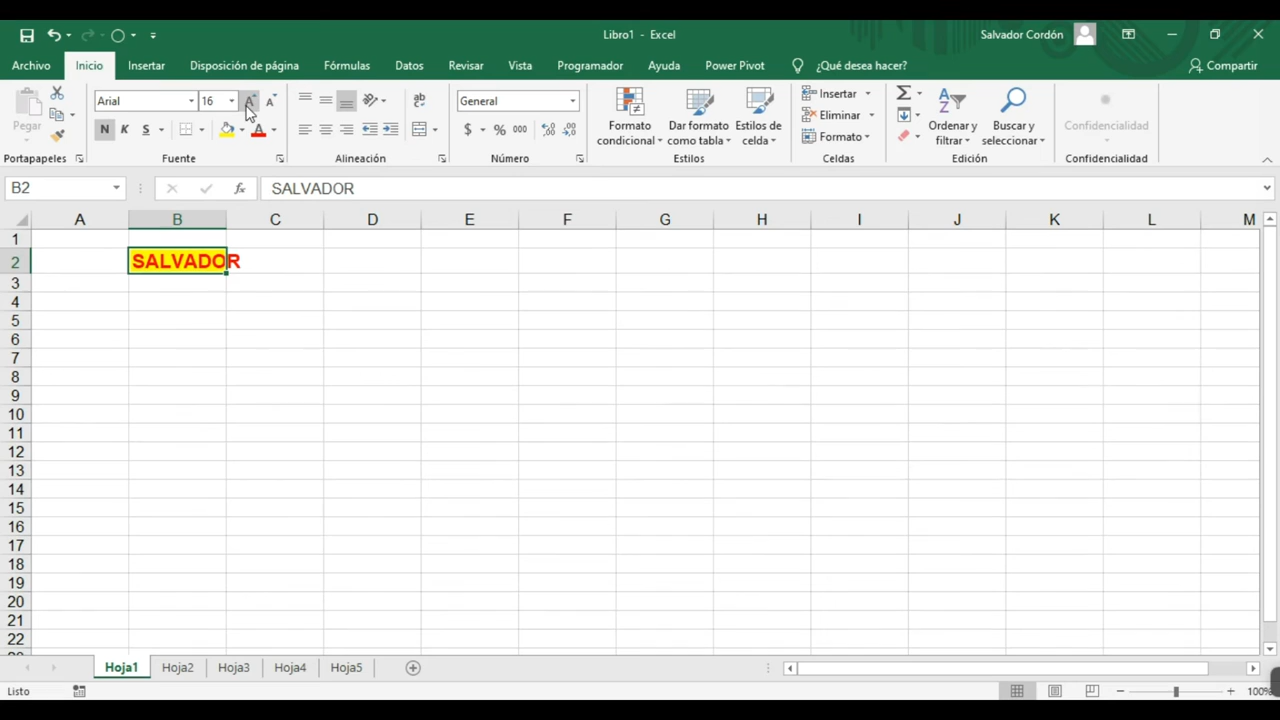 Libro1 - Excel
Salvador Cordón
Archivo Inicio Insertar Disposición de página Fórmulas Datos Revisar Vista Programador Ayuda Power Pivot ¿Qué desea hacer? Compartir
Pegar
Portapapeles
Arial 16
N K S
Fuente
Alineación
General
$ % 000
Número
Formato condicional
Dar formato como tabla
Estilos de celda
Estilos
Insertar
Eliminar
Formato
Celdas
Ordenar y filtrar
Buscar y seleccionar
Edición
Confidencialidad
Confidencialidad
B2 fx SALVADOR
A B C D E F G H I J K L M
1
2 SALVADOR
3
4
5
6
7
8
9
10
11
12
13
14
15
16
17
18
19
20
21
22
Hoja1 Hoja2 Hoja3 Hoja4 Hoja5
Listo 100%